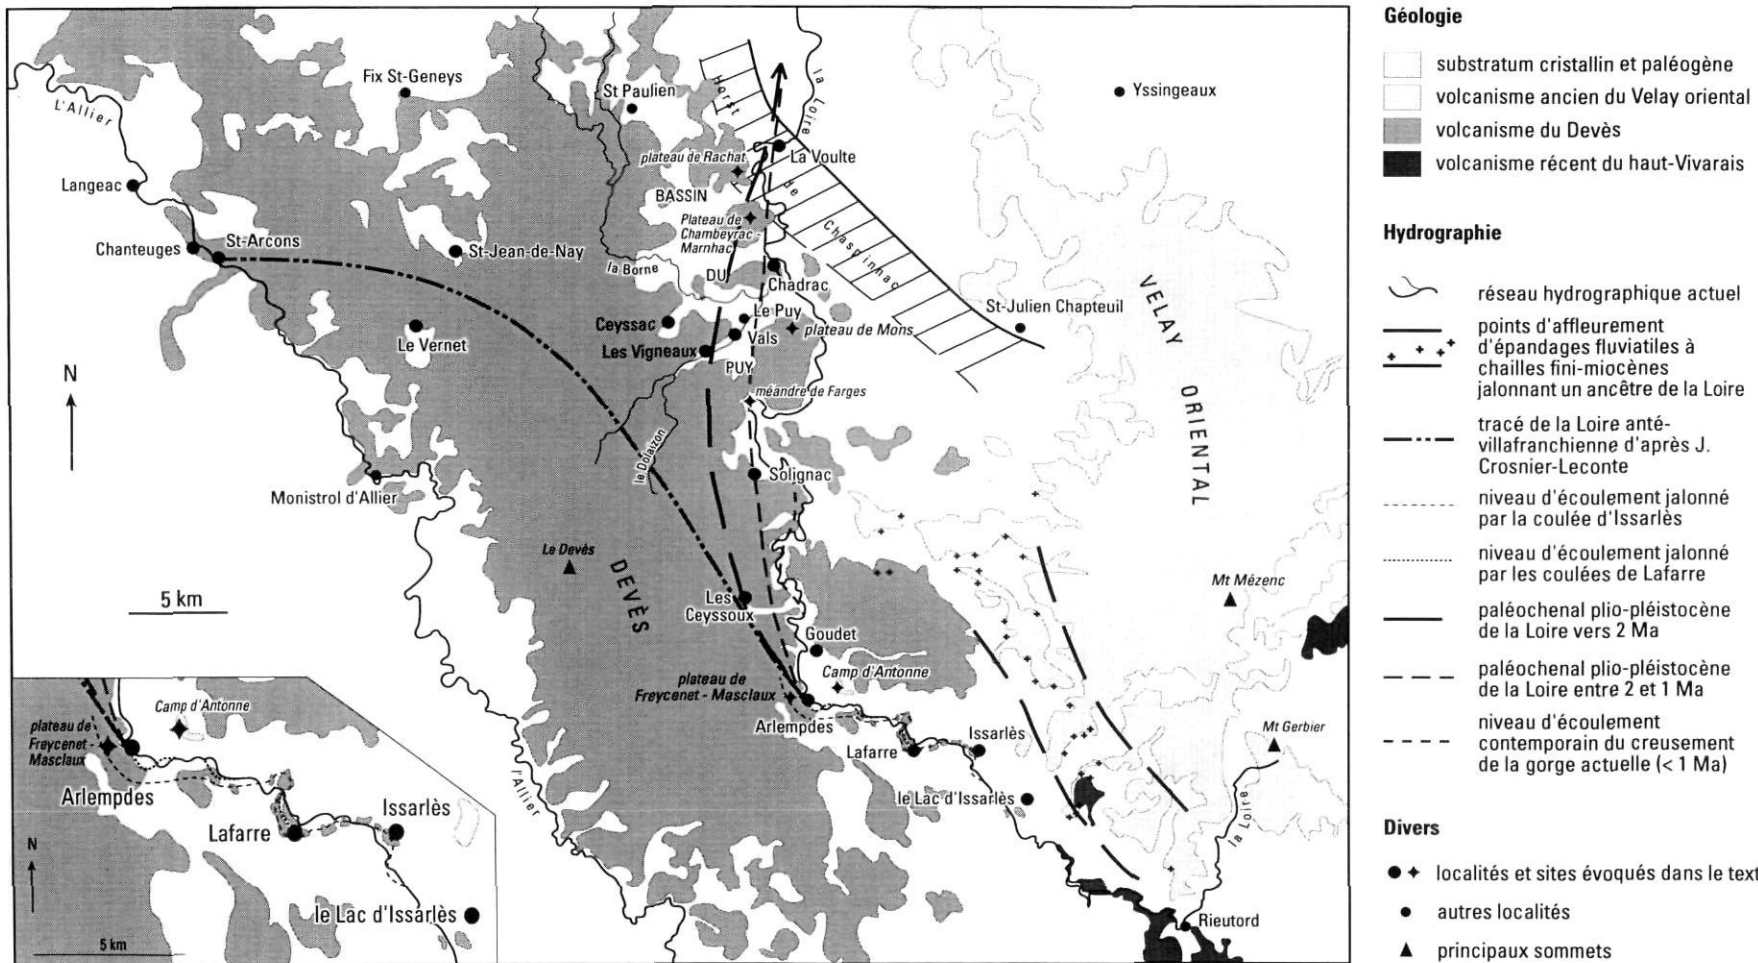 Fix St-Geneys
L'Allier
St Paulien
Horst
la Loire
Yssingeaux
plateau de Rachat
La Voulte
Langeac
BASSIN
de
Plateau de
Chambeyrac -
Marnhac
Chanteuges
St-Arcons
St-Jean-de-Nay
la Borne
DU
Chaspinhac
Chadrac
VELAY
Ceyssac
Le Puy
plateau de Mons
St-Julien Chapteuil
Le Vernet
Vals
Les Vigneaux
PUY
N
méandre de Farges
ORIENTAL
le Dolaizon
Solignac
Monistrol d'Allier
Le Devès
DEVÈS
Mt Mézenc
5 km
Les
Ceyssoux
Goudet
Camp d'Antonne
plateau de
Freycenet - Masclaux
Arlempdes
Lafarre
Issarlès
Mt Gerbier
l'Allier
le Lac d'Issarlès
la Loire
Rieutord
Camp d'Antonne
plateau de
Freycenet -
Masclaux
Arlempdes
Lafarre
Issarlès
N
le Lac d'Issarlès
5 km
Géologie
substratum cristallin et paléogène
volcanisme ancien du Velay oriental
volcanisme du Devès
volcanisme récent du haut-Vivarais
Hydrographie
réseau hydrographique actuel
points d'affleurement
d'épandages fluviatiles à
chailles fini-miocènes
jalonnant un ancêtre de la Loire
tracé de la Loire anté-
villafranchienne d'après J.
Crosnier-Leconte
niveau d'écoulement jalonné
par la coulée d'Issarlès
niveau d'écoulement jalonné
par les coulées de Lafarre
paléochenal plio-pléistocène
de la Loire vers 2 Ma
paléochenal plio-pléistocène
de la Loire entre 2 et 1 Ma
niveau d'écoulement
contemporain du creusement
de la gorge actuelle (< 1 Ma)
Divers
localités et sites évoqués dans le text
autres localités
principaux sommets